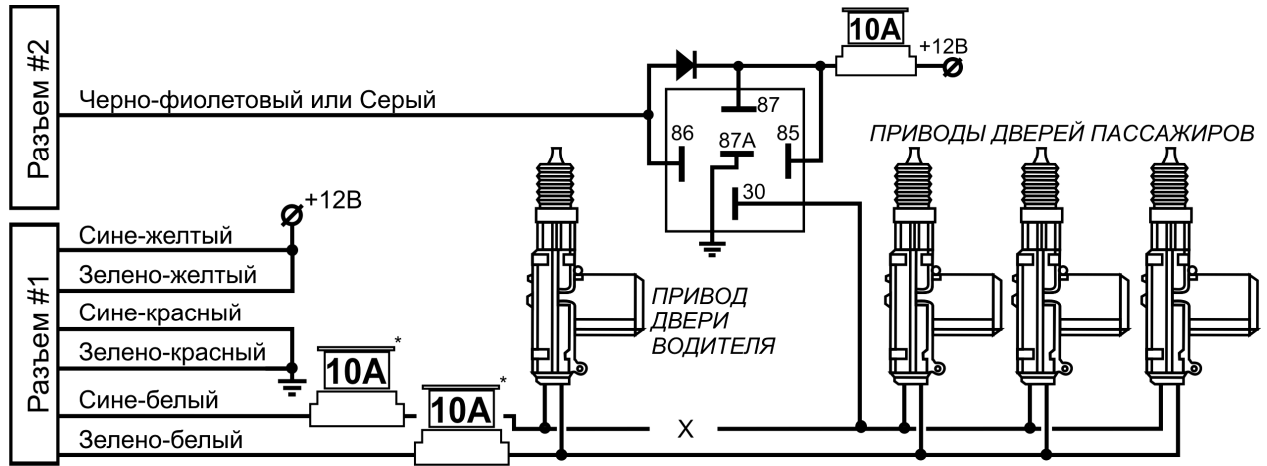 Разъем #2
Черно-фиолетовый или Серый
10A
+12В
87
86
87А
85
30
ПРИВОДЫ ДВЕРЕЙ ПАССАЖИРОВ
Разъем #1
+12В
Сине-желтый
Зелено-желтый
Сине-красный
Зелено-красный
Сине-белый
Зелено-белый
10A
*
10A
*
ПРИВОД
ДВЕРИ
ВОДИТЕЛЯ
X